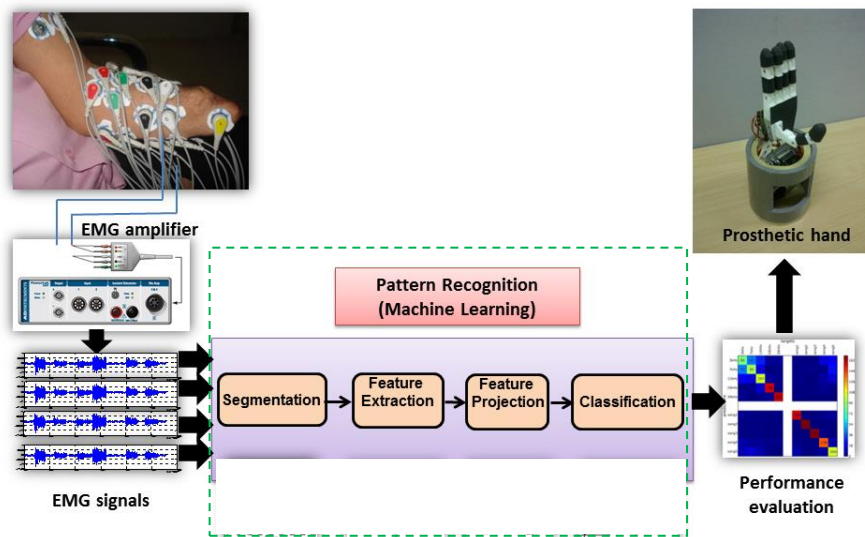 EMG amplifier
Prosthetic hand
Pattern Recognition
(Machine Learning)
Segmentation
Feature
Extraction
Feature
Projection
Classification
EMG signals
Performance
evaluation